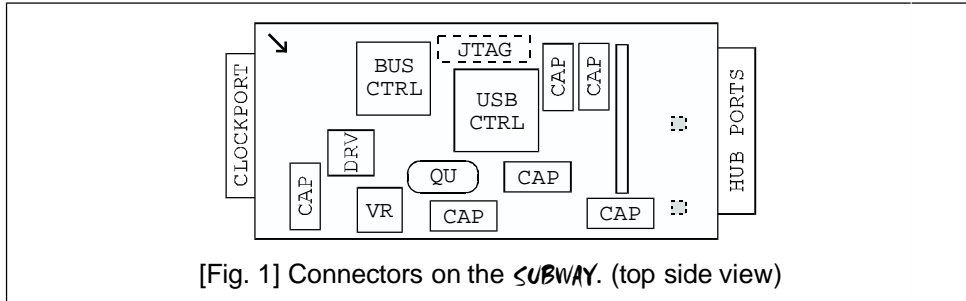 JTAG
BUS
CTRL
CAP
CAP
USB
CTRL
CLOCKPORT
HUB PORTS
DRV
CAP
QU
CAP
VR
CAP
CAP
[Fig. 1] Connectors on the SUBWAY. (top side view)